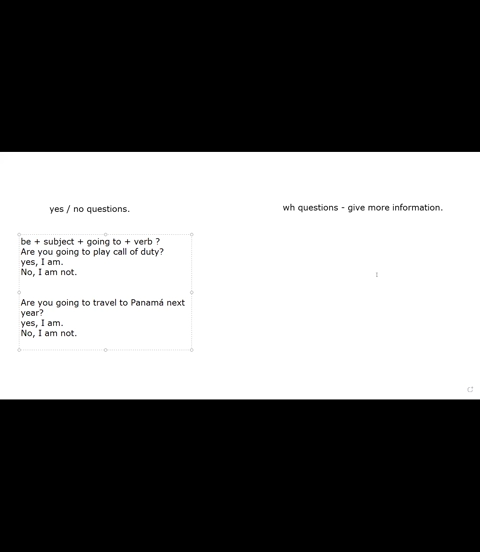 yes / no questions.
wh questions - give more information.
be + subject + going to + verb ?
Are you going to play call of duty?
yes, I am.
No, I am not.
Are you going to travel to Panamá next
year?
yes, I am.
No, I am not.